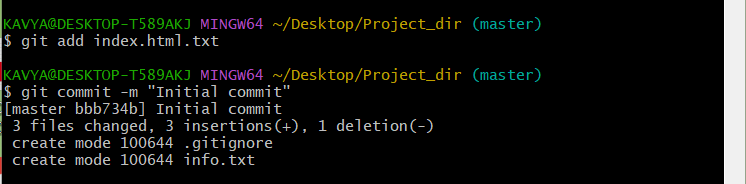 KAVYA@DESKTOP-T589AKJ MINGW64 ~/Desktop/Project_dir (master)
$ git add index.html.txt
KAVYA@DESKTOP-T589AKJ MINGW64 ~/Desktop/Project_dir (master)
$ git commit -m "Initial commit"
[master bbb734b] Initial commit
 3 files changed, 3 insertions(+), 1 deletion(-)
 create mode 100644 .gitignore
 create mode 100644 info.txt